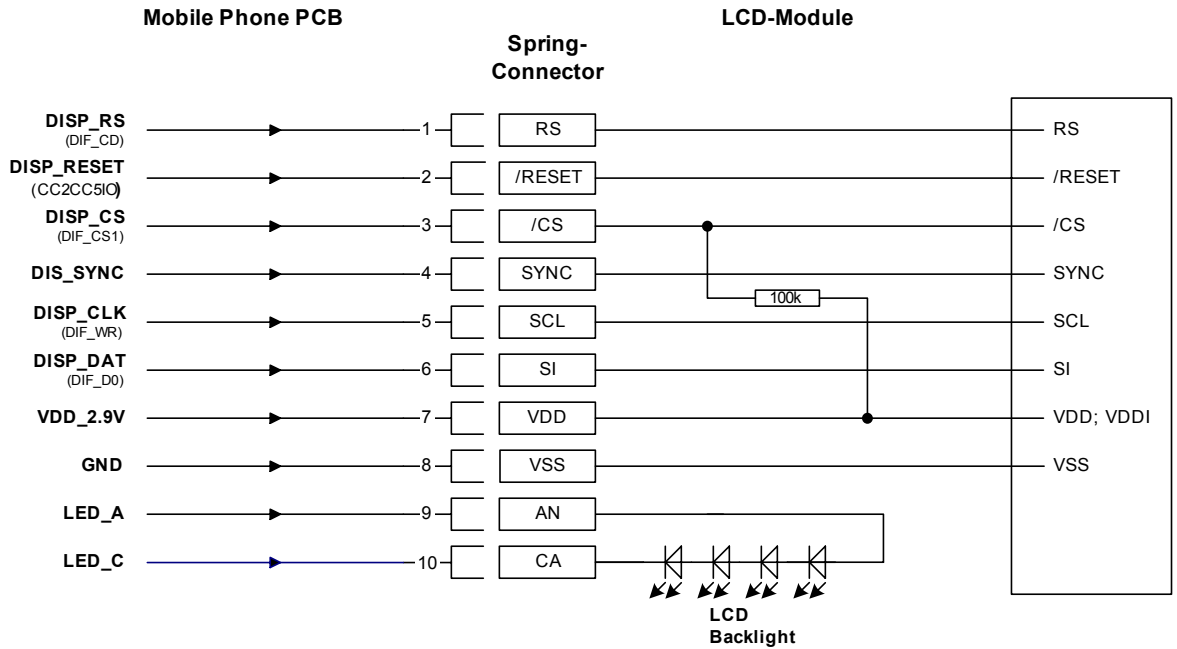 Mobile Phone PCB
LCD-Module
Spring-
Connector
DISP_RS
(DIF_CD)
1
RS
RS
DISP_RESET
(CC2CC5IO)
2
/RESET
/RESET
DISP_CS
(DIF_CS1)
3
/CS
/CS
DIS_SYNC
4
SYNC
SYNC
100k
DISP_CLK
(DIF_WR)
5
SCL
SCL
DISP_DAT
(DIF_D0)
6
SI
SI
VDD_2.9V
7
VDD
VDD; VDDI
GND
8
VSS
VSS
LED_A
9
AN
LED_C
10
CA
LCD
Backlight